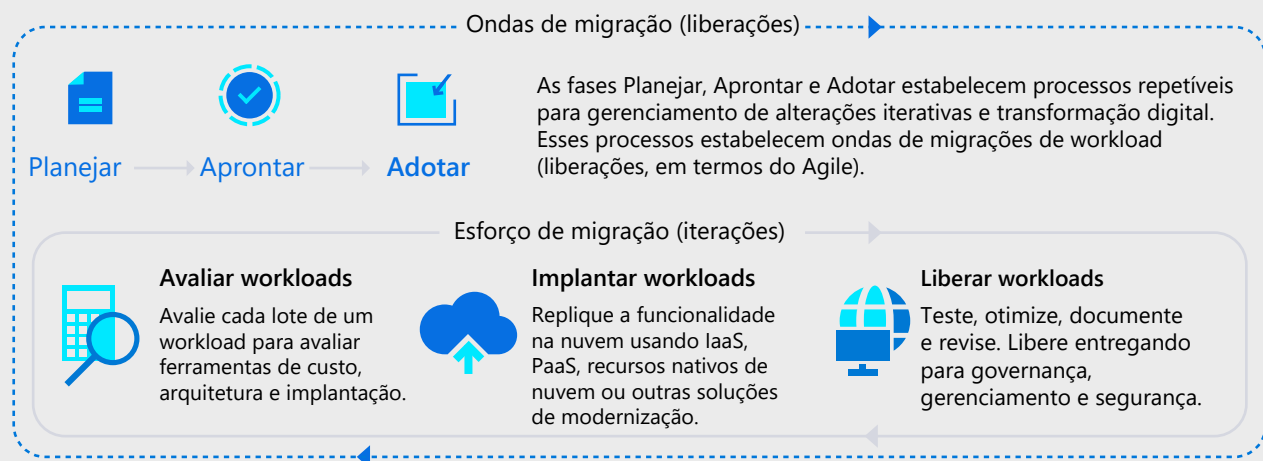 Ondas de migração (liberações)
Planejar
Aprontar
Adotar
As fases Planejar, Aprontar e Adotar estabelecem processos repetíveis
para gerenciamento de alterações iterativas e transformação digital.
Esses processos estabelecem ondas de migrações de workload
(liberações, em termos do Agile).
Esforço de migração (iterações)
Avaliar workloads
Avalie cada lote de um
workload para avaliar
ferramentas de custo,
arquitetura e implantação.
Implantar workloads
Replique a funcionalidade
na nuvem usando IaaS,
PaaS, recursos nativos de
nuvem ou outras soluções
de modernização.
Liberar workloads
Teste, otimize, documente
e revise. Libere entregando
para governança,
gerenciamento e segurança.